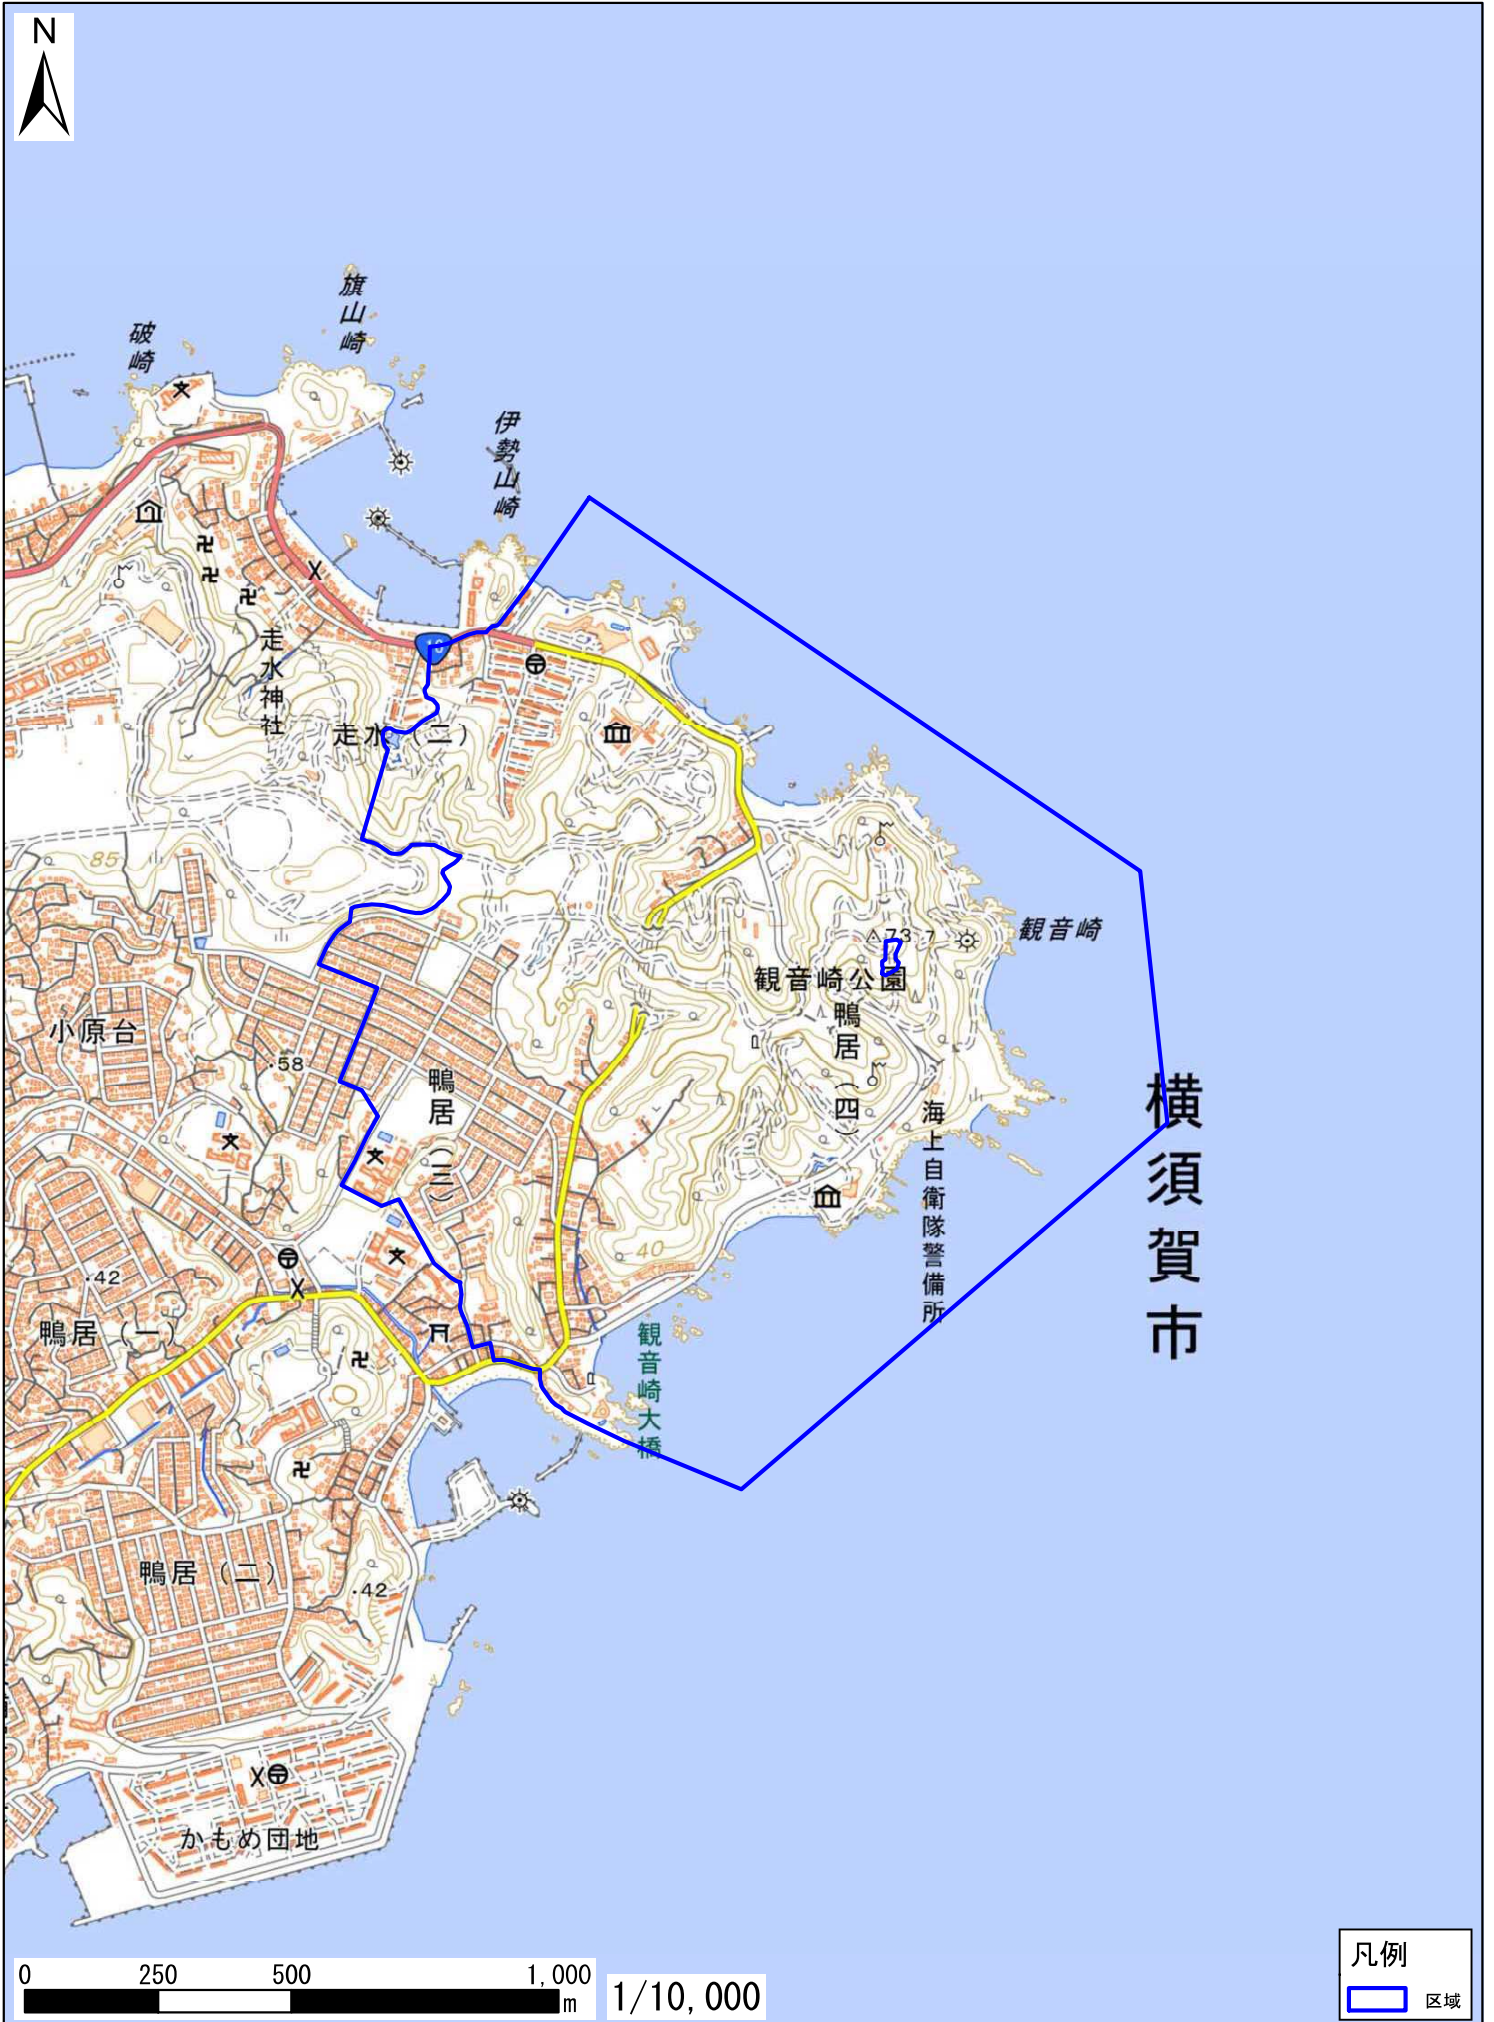 N
旗山崎
破崎
伊勢山崎
16
走水神社
走水(二)
85
観音崎
73.7
観音崎公園
小原台
58
鴨居(三)
鴨居(四)
海上自衛隊警備所
横須賀市
40
42
鴨居(一)
観音崎大橋
鴨居(二)
42
かもめ団地
0 250 500 1,000
m
1/10,000
凡例
区域